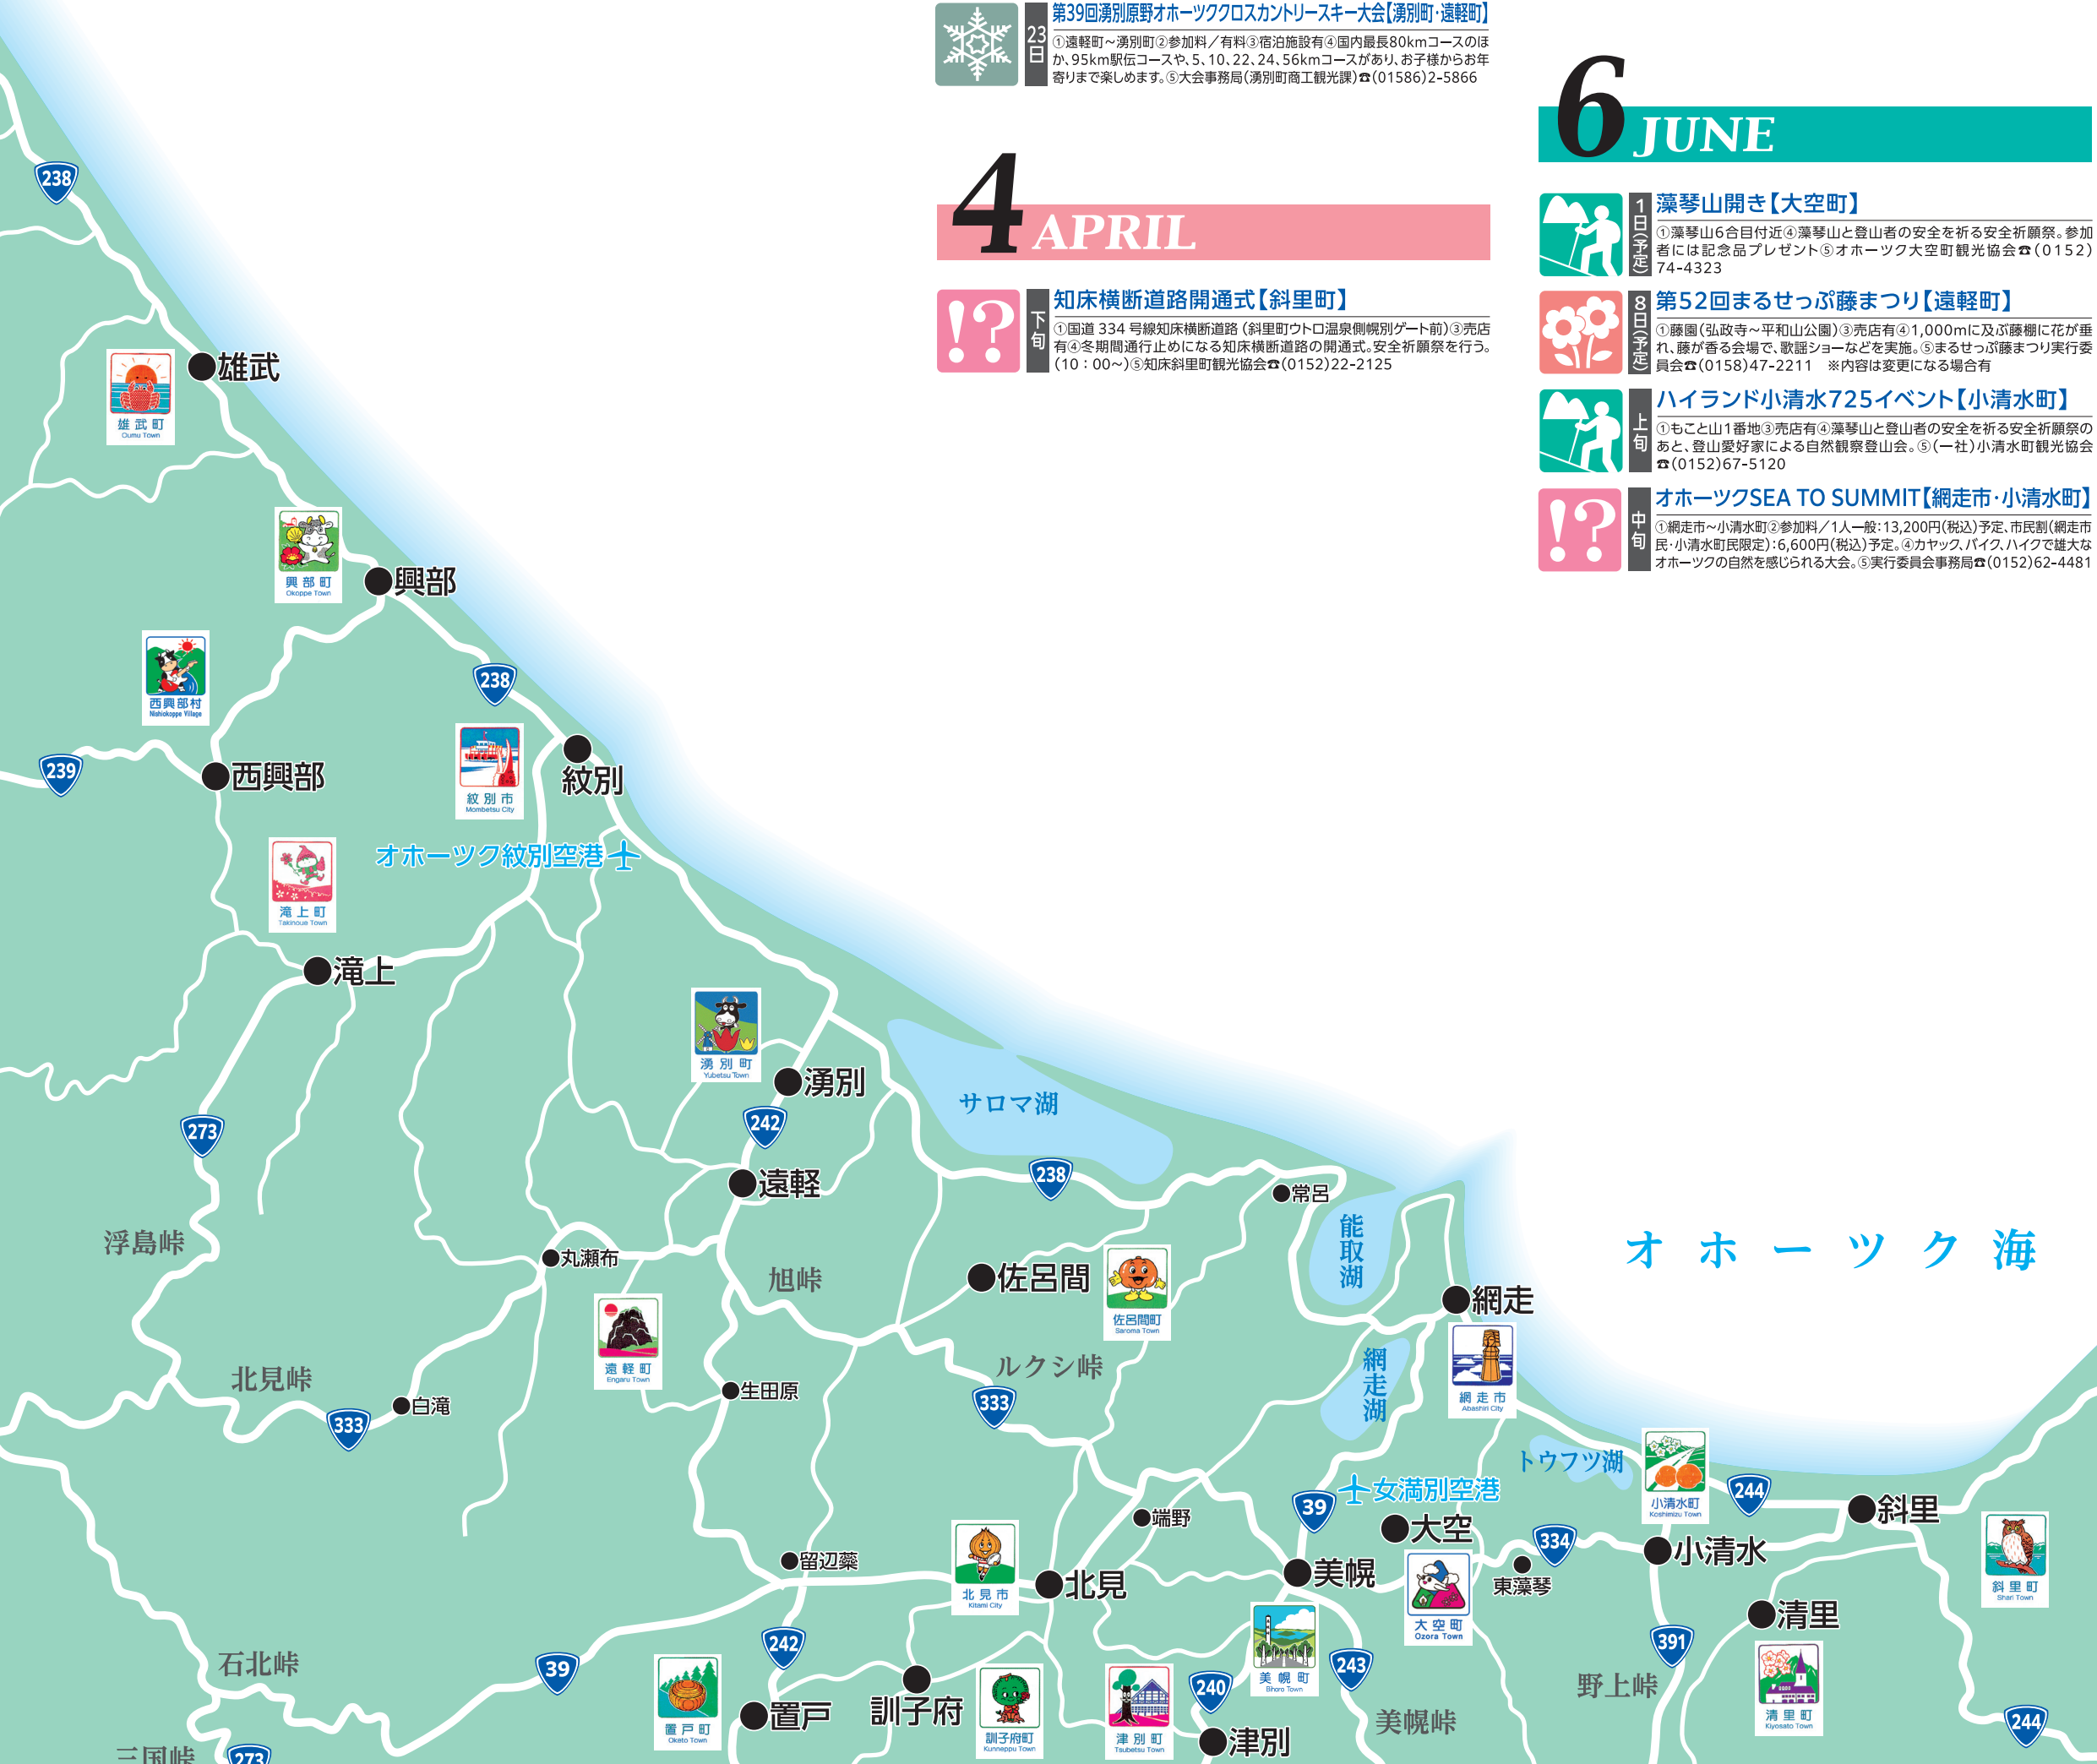 23日
第39回湧別原野オホーツククロスカントリースキー大会【湧別町・遠軽町】
①遠軽町〜湧別町②参加料／有料③宿泊施設有④国内最長80kmコースのほ
か、95km駅伝コースや、5、10、22、24、56kmコースがあり、お子様からお年
寄りまで楽しめます。⑤大会事務局(湧別町商工観光課)☎(01586)2-5866
4 APRIL
下旬
知床横断道路開通式【斜里町】
①国道 334 号線知床横断道路 (斜里町ウトロ温泉側幌別ゲート前)③売店
有④冬期間通行止めになる知床横断道路の開通式。安全祈願祭を行う。
(10：00〜)⑤知床斜里町観光協会☎(0152)22-2125
6 JUNE
1日(予定)
藻琴山開き【大空町】
①藻琴山6合目付近④藻琴山と登山者の安全を祈る安全祈願祭。参加
者には記念品プレゼント⑤オホーツク大空町観光協会☎(0152)
74-4323
8日(予定)
第52回まるせっぷ藤まつり【遠軽町】
①藤園(弘政寺〜平和山公園)③売店有④1,000mに及ぶ藤棚に花が垂
れ、藤が香る会場で、歌謡ショーなどを実施。⑤まるせっぷ藤まつり実行委
員会☎(0158)47-2211　※内容は変更になる場合有
上旬
ハイランド小清水725イベント【小清水町】
①もこと山1番地③売店有④藻琴山と登山者の安全を祈る安全祈願祭の
あと、登山愛好家による自然観察登山会。⑤(一社)小清水町観光協会
☎(0152)67-5120
中旬
オホーツクSEA TO SUMMIT【網走市・小清水町】
①網走市〜小清水町②参加料／1人一般：13,200円(税込)予定、市民割(網走市
民・小清水町民限定)：6,600円(税込)予定。④カヤック、バイク、ハイクで雄大な
オホーツクの自然を感じられる大会。⑤実行委員会事務局☎(0152)62-4481
238
雄武
雄武町
Oumu Town
興部町
Okoppe Town
興部
西興部村
Nishiokoppe Village
238
239
西興部
紋別市
Mombetsu City
紋別
オホーツク紋別空港
滝上町
Takinoue Town
滝上
湧別町
Yubetsu Town
湧別
サロマ湖
273
242
遠軽
238
常呂
能取湖
浮島峠
丸瀬布
旭峠
佐呂間
佐呂間町
Saroma Town
オホーツク海
網走
網走市
Abashiri City
遠軽町
Engaru Town
北見峠
白滝
333
生田原
ルクシ峠
333
網走湖
トウフツ湖
女満別空港
39
大空
大空町
Ozora Town
小清水町
Koshimizu Town
244
斜里
斜里町
Shari Town
334
東藻琴
小清水
端野
留辺蘂
北見市
Kitami City
北見
美幌
美幌町
Bihoro Town
清里
清里町
Kiyosato Town
391
野上峠
石北峠
39
242
置戸町
Oketo Town
置戸
訓子府
訓子府町
Kunneppu Town
津別町
Tsubetsu Town
240
津別
243
美幌峠
244
三国峠
273